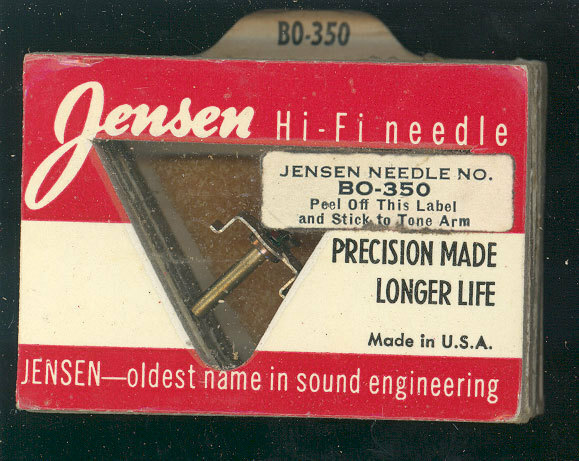 BO-350
Jensen Hi-Fi needle
JENSEN NEEDLE NO.
BO-350
Peel Off This Label
and Stick to Tone Arm
PRECISION MADE
LONGER LIFE
Made in U.S.A.
JENSEN—oldest name in sound engineering